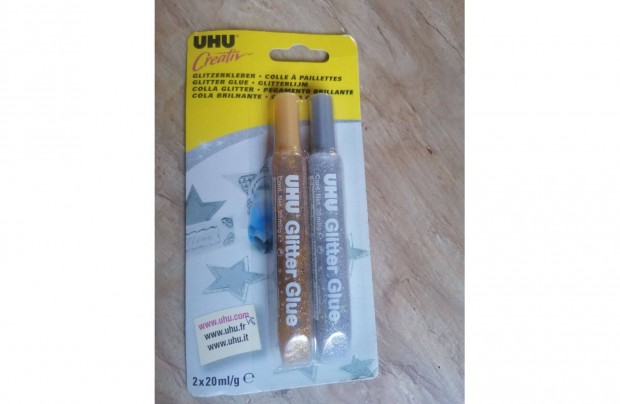 UHU
Creativ
GLITZERKLEBER • COLLE À PAILLETTES
GLITTER GLUE • GLITTERLIJM
COLLA GLITTER • PEGAMENTO BRILLANTE
COLA BRILHANTE •
UHU Glitter Glue
UHU Glitter Glue
www.uhu.com
www.uhu.fr
www.uhu.it
2x20ml/g ℮